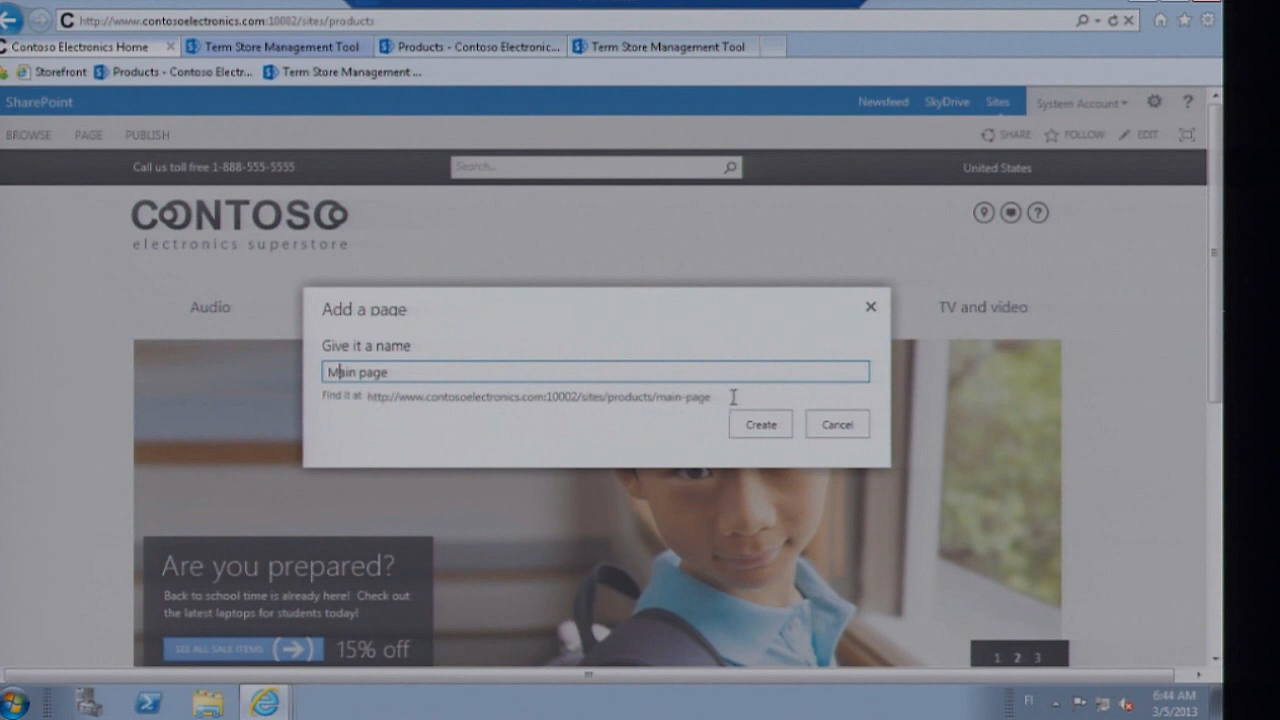 http://www.contosoelectronics.com:10002/sites/products
Contoso Electronics Home
Term Store Management Tool
Products - Contoso Electronic...
Term Store Management Tool
Storefront
Products - Contoso Electr...
Term Store Management ...
SharePoint
Newsfeed
SkyDrive
Sites
System Account
?
BROWSE
PAGE
PUBLISH
SHARE
FOLLOW
EDIT
Call us toll free 1-888-555-5555
Search...
United States
CONTOSO
electronics superstore
?
Audio
TV and video
Add a page
Give it a name
Main page
Find it at http://www.contosoelectronics.com:10002/sites/products/main-page
Create
Cancel
Are you prepared?
Back to school time is already here! Check out
the latest laptops for students today!
SEE ALL SALE ITEMS
15% off
1 2 3
FI
6:44 AM
3/5/2013